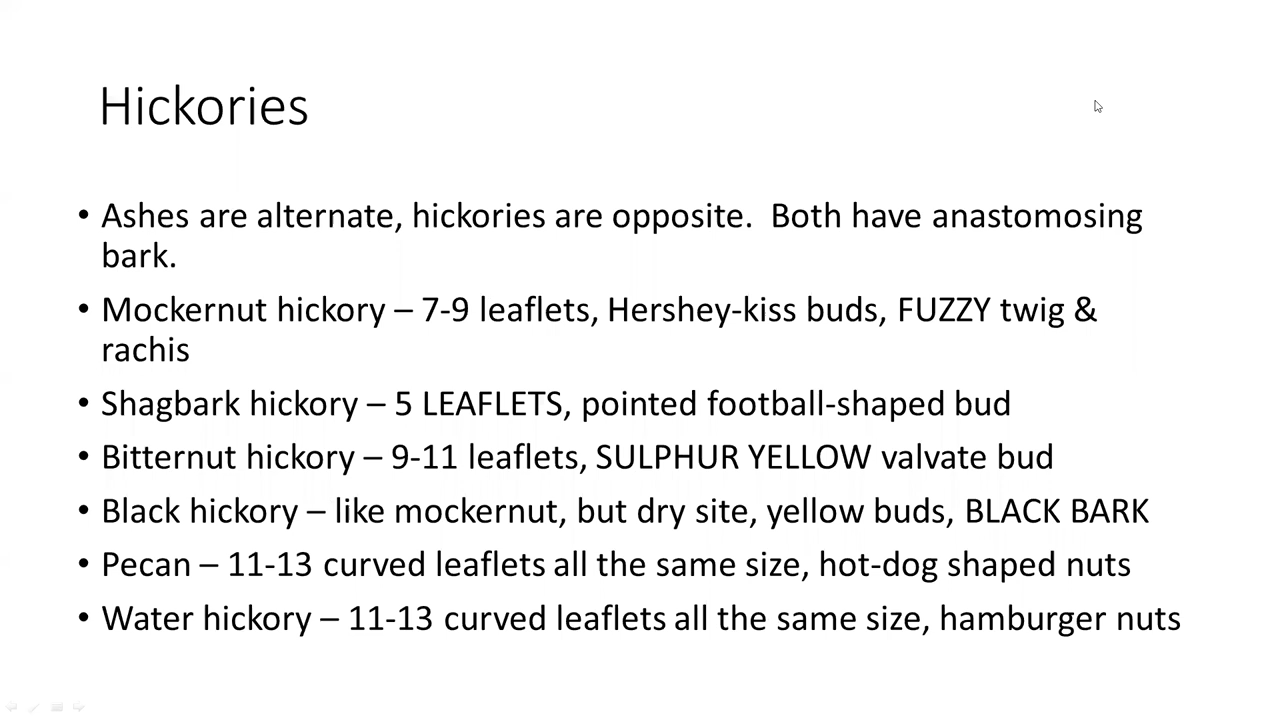 Hickories
• Ashes are alternate, hickories are opposite.  Both have anastomosing
bark.
• Mockernut hickory – 7-9 leaflets, Hershey-kiss buds, FUZZY twig &
rachis
• Shagbark hickory – 5 LEAFLETS, pointed football-shaped bud
• Bitternut hickory – 9-11 leaflets, SULPHUR YELLOW valvate bud
• Black hickory – like mockernut, but dry site, yellow buds, BLACK BARK
• Pecan – 11-13 curved leaflets all the same size, hot-dog shaped nuts
• Water hickory – 11-13 curved leaflets all the same size, hamburger nuts